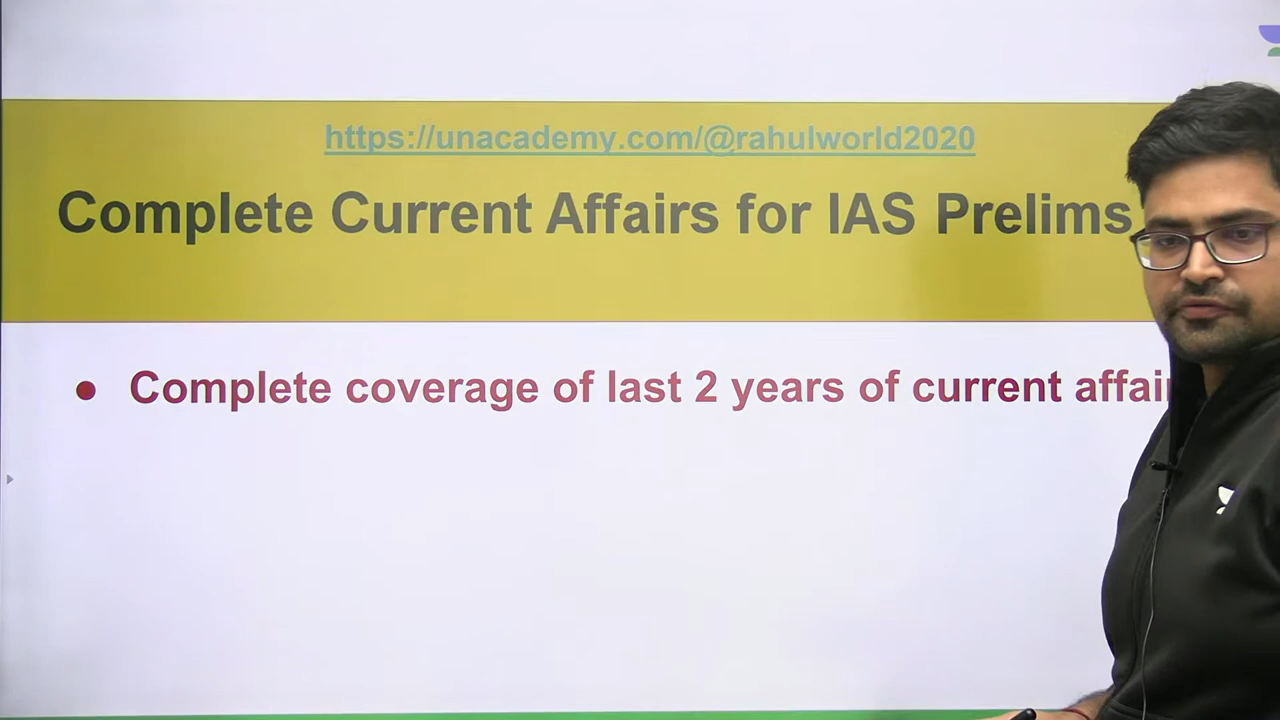 https://unacademy.com/@rahulworld2020
Complete Current Affairs for IAS Prelims
Complete coverage of last 2 years of current